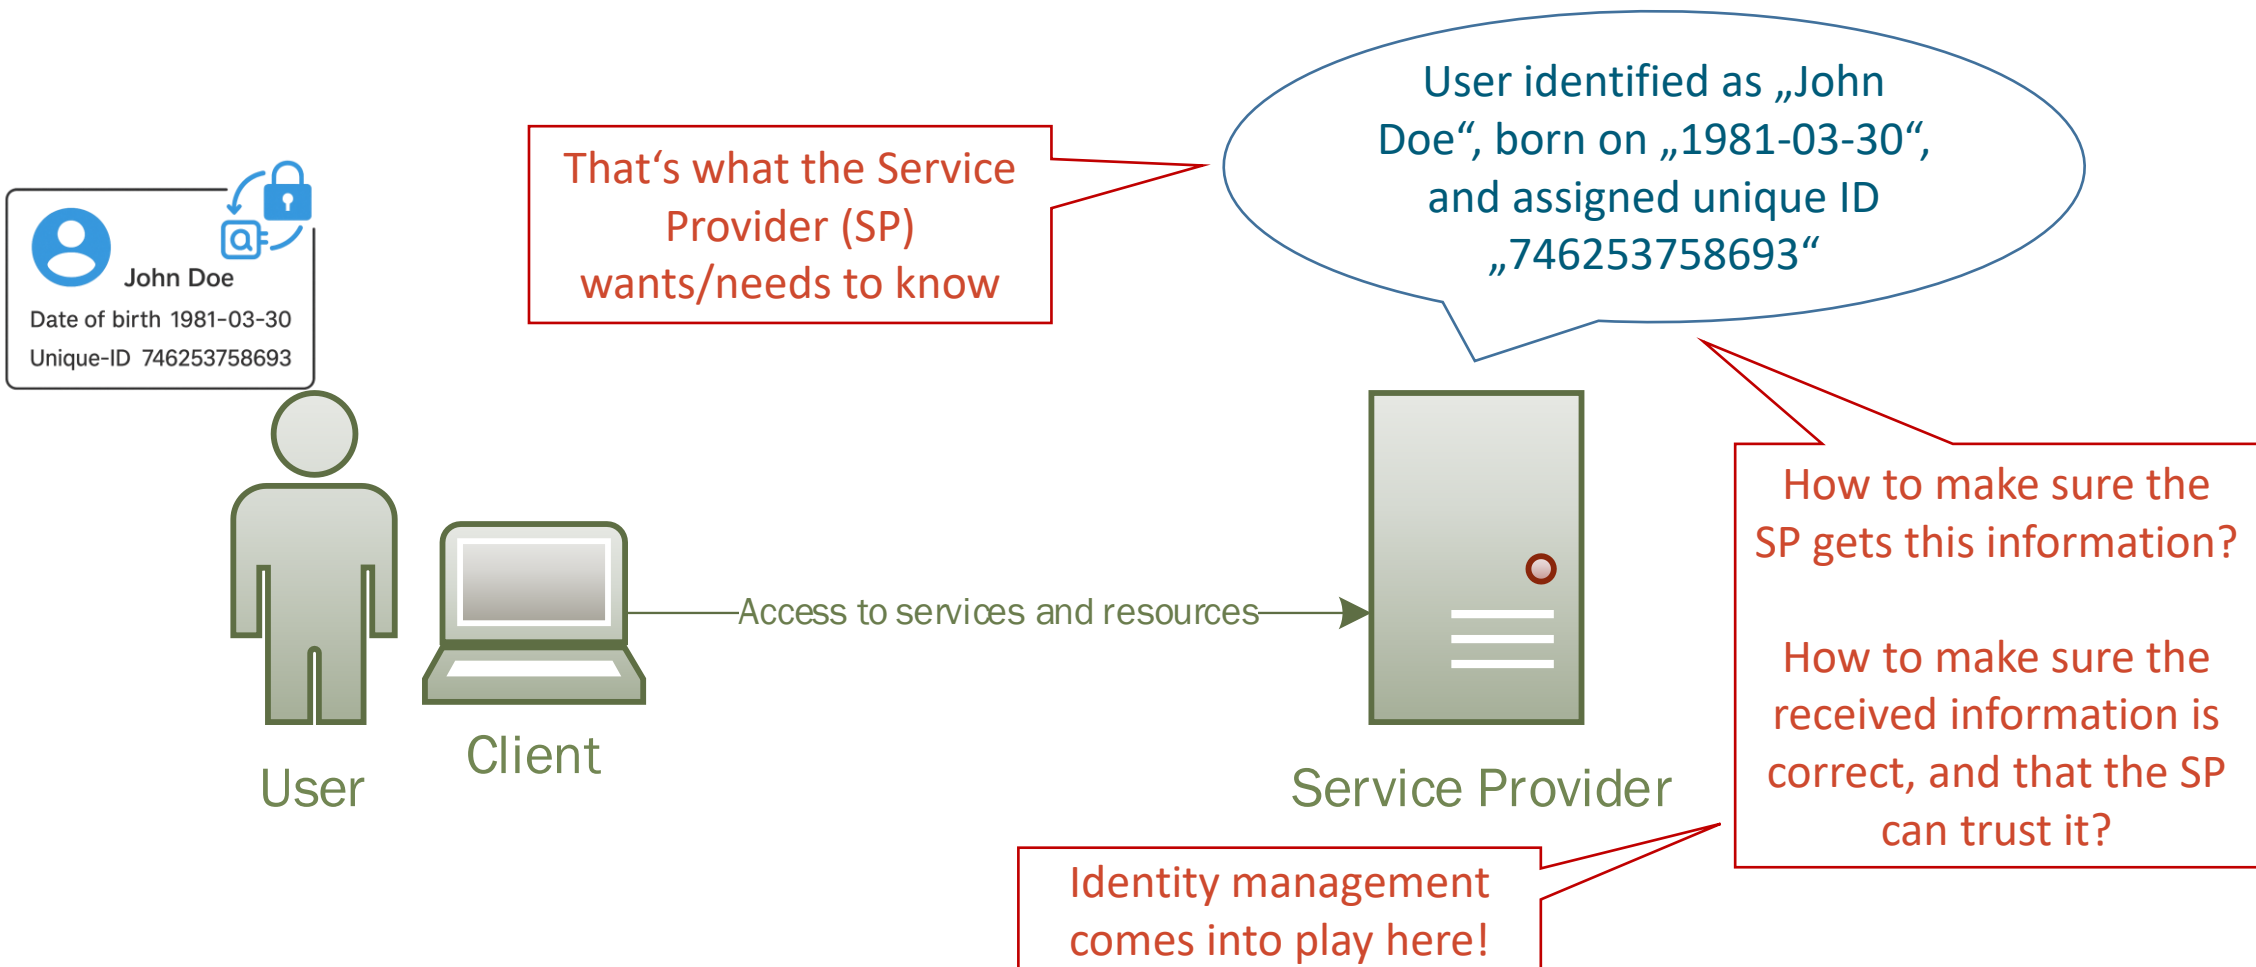 User identified as „John
Doe“, born on „1981-03-30“,
and assigned unique ID
„746253758693“
That‘s what the Service
Provider (SP)
wants/needs to know
John Doe
Date of birth 1981-03-30
Unique-ID 746253758693
How to make sure the
SP gets this information?
How to make sure the
received information is
correct, and that the SP
can trust it?
Access to services and resources
Client
User
Service Provider
Identity management
comes into play here!